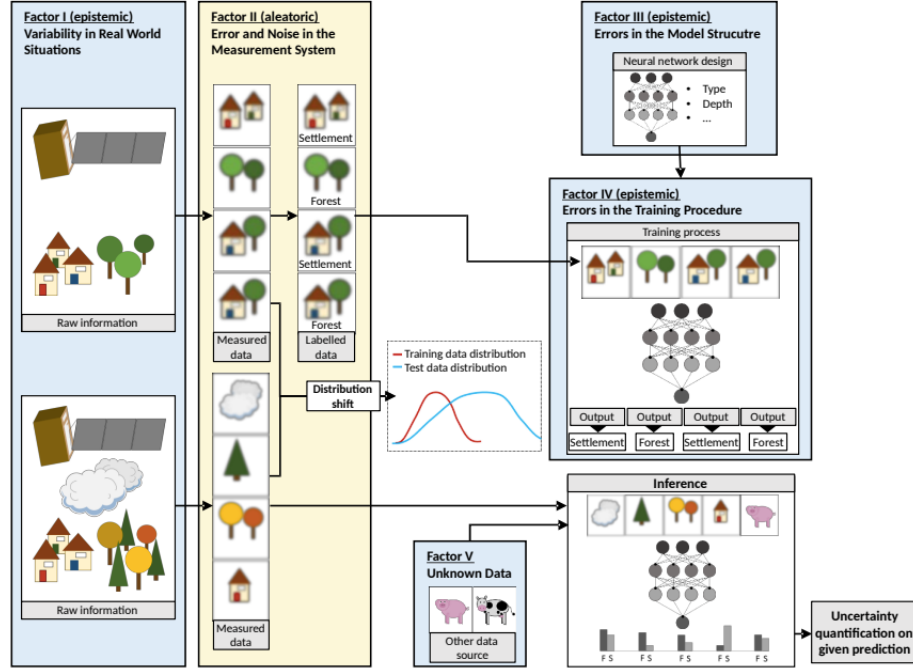 Factor I (epistemic)
Variability in Real World
Situations
Raw information
Raw information
Factor II (aleatoric)
Error and Noise in the
Measurement System
Settlement
Forest
Settlement
Forest
Measured
data
Labelled
data
Measured data
Distribution
shift
Training data distribution
Test data distribution
Factor III (epistemic)
Errors in the Model Strucutre
Neural network design
• Type
• Depth
• ...
Factor IV (epistemic)
Errors in the Training Procedure
Training process
Output Output Output Output
Settlement Forest Settlement Forest
Factor V
Unknown Data
Other data
source
Inference
F S F S F S F S F S
Uncertainty
quantification on
given prediction